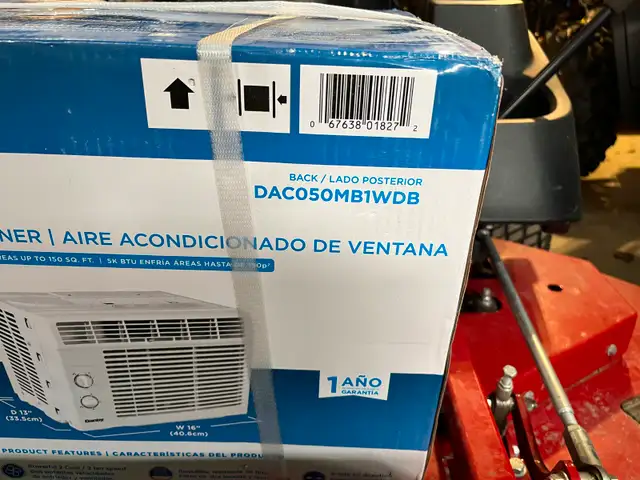 0 67638 01827 2
BACK / LADO POSTERIOR
DAC050MB1WDB
NER | AIRE ACONDICIONADO DE VENTANA
EAS UP TO 150 SQ. FT. | 5K BTU ENFRÍA ÁREAS HASTA DE 150p²
1 AÑO
GARANTÍA
Danby
D 13"
(33.5cm)
W 16"
(40.6cm)
PRODUCT FEATURES | CARACTERÍSTICAS DEL PRODU